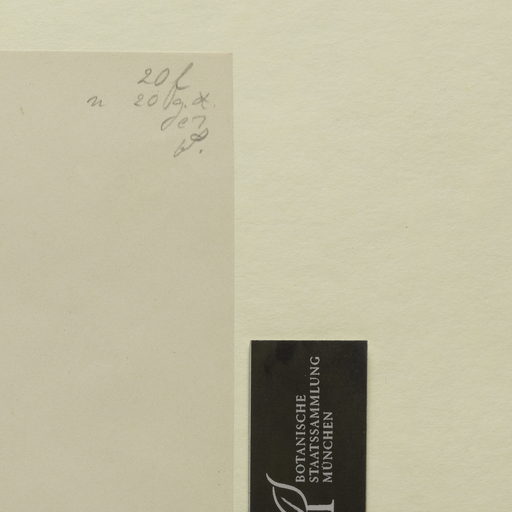 20 f
n 20 g. X.
BOTANISCHE
STAATSSAMMLUNG
MÜNCHEN